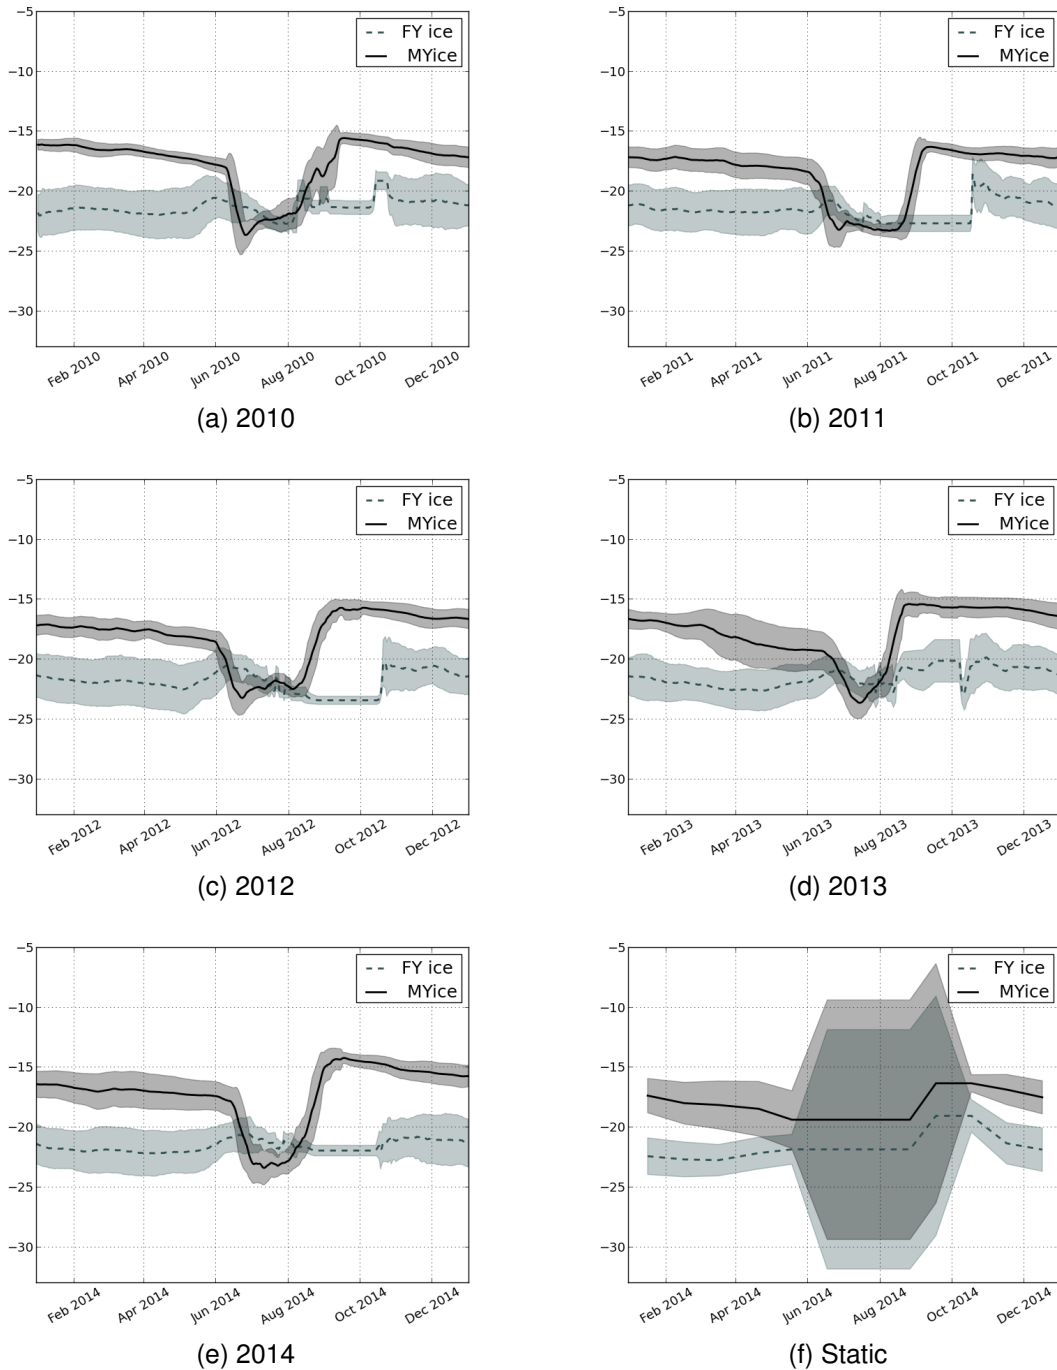 −5
−10
−15
−20
−25
−30
FY ice
MYice
Feb 2010
Apr 2010
Jun 2010
Aug 2010
Oct 2010
Dec 2010
(a) 2010
−5
−10
−15
−20
−25
−30
FY ice
MYice
Feb 2011
Apr 2011
Jun 2011
Aug 2011
Oct 2011
Dec 2011
(b) 2011
−5
−10
−15
−20
−25
−30
FY ice
MYice
Feb 2012
Apr 2012
Jun 2012
Aug 2012
Oct 2012
Dec 2012
(c) 2012
−5
−10
−15
−20
−25
−30
FY ice
MYice
Feb 2013
Apr 2013
Jun 2013
Aug 2013
Oct 2013
Dec 2013
(d) 2013
−5
−10
−15
−20
−25
−30
FY ice
MYice
Feb 2014
Apr 2014
Jun 2014
Aug 2014
Oct 2014
Dec 2014
(e) 2014
−5
−10
−15
−20
−25
−30
FY ice
MYice
Feb 2014
Apr 2014
Jun 2014
Aug 2014
Oct 2014
Dec 2014
(f) Static